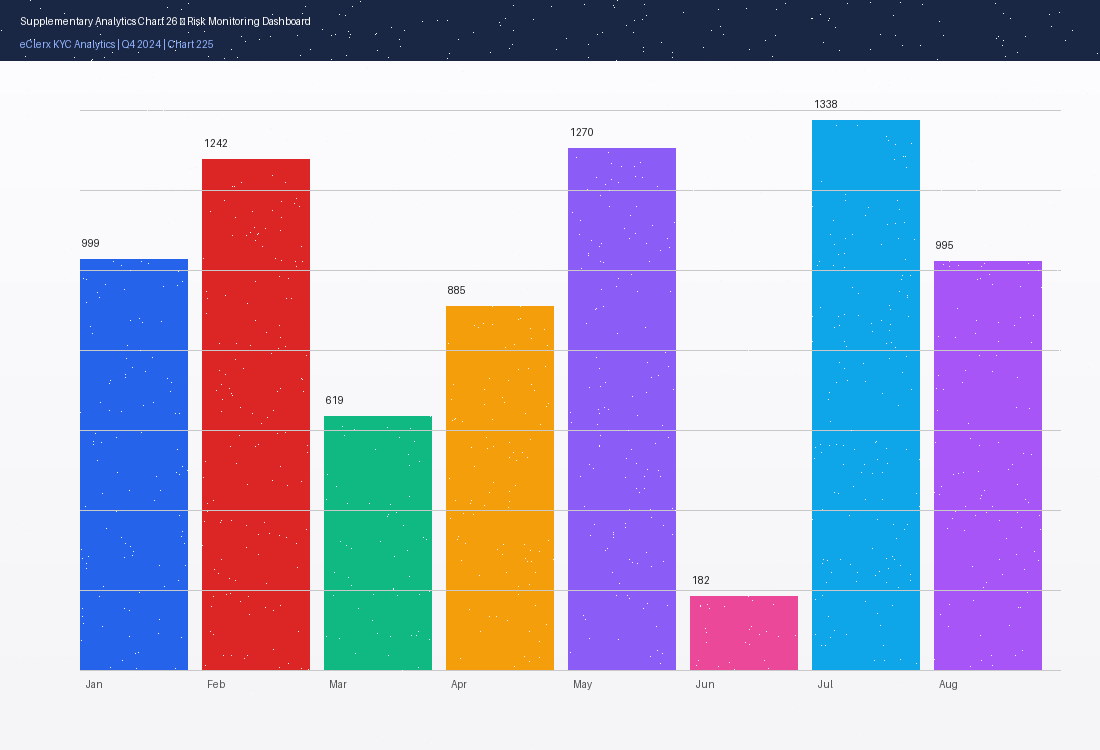 Supplementary Analytics Chart 26 ▯ Risk Monitoring Dashboard
eClerx KYC Analytics | Q4 2024 | Chart 225
1338
1242
1270
999
995
885
619
182
Jan Feb Mar Apr May Jun Jul Aug